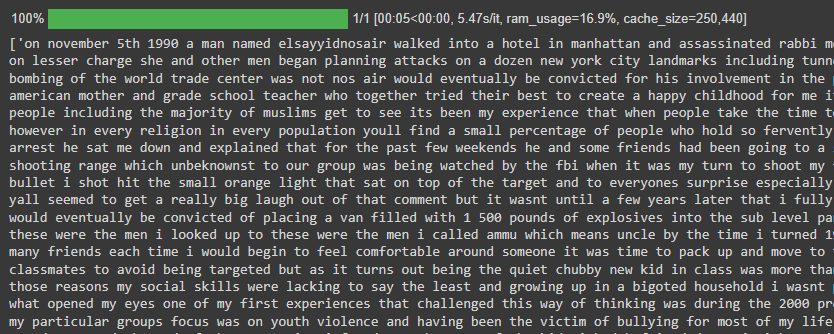 100% 1/1 [00:05<00:00, 5.47s/it, ram_usage=16.9%, cache_size=250,440]
['on november 5th 1990 a man named elsayyidnosair walked into a hotel in manhattan and assassinated rabbi m
on lesser charge she and other men began planning attacks on a dozen new york city landmarks including tunn
bombing of the world trade center was not nos air would eventually be convicted for his involvement in the
american mother and grade school teacher who together tried their best to create a happy childhood for me i
people including the majority of muslims get to see its been my experience that when people take the time t
however in every religion in every population youll find a small percentage of people who hold so fervently
arrest he sat me down and explained that for the past few weekends he and some friends had been going to a
shooting range which unbeknownst to our group was being watched by the fbi when it was my turn to shoot my
bullet i shot hit the small orange light that sat on top of the target and to everyones surprise especially
yall seemed to get a really big laugh out of that comment but it wasnt until a few years later that i fully
would eventually be convicted of placing a van filled with 1 500 pounds of explosives into the sub level pa
these were the men i looked up to these were the men i called ammu which means uncle by the time i turned 19
many friends each time i would begin to feel comfortable around someone it was time to pack up and move to
classmates to avoid being targeted but as it turns out being the quiet chubby new kid in class was more tha
those reasons my social skills were lacking to say the least and growing up in a bigoted household i wasnt
what opened my eyes one of my first experiences that challenged this way of thinking was during the 2000 pr
my particular groups focus was on youth violence and having been the victim of bullying for most of my life